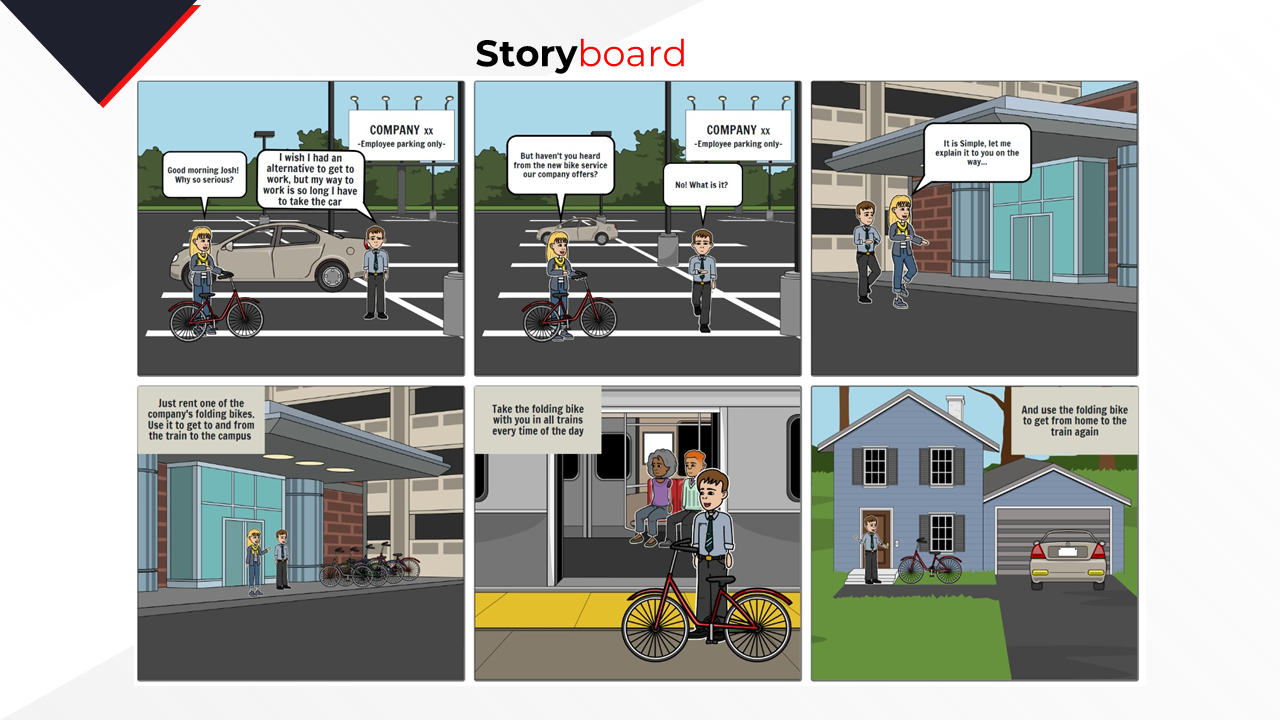 Storyboard
COMPANY xx
-Employee parking only-
Good morning Josh!
Why so serious?
I wish I had an
alternative to get to
work, but my way to
work is so long I have
to take the car
COMPANY xx
-Employee parking only-
But haven't you heard
from the new bike service
our company offers?
No! What is it?
It is Simple, let me
explain it to you on the
way...
Just rent one of the
company's folding bikes.
Use it to get to and from
the train to the campus
Take the folding bike
with you in all trains
every time of the day
And use the folding bike
to get from home to the
train again